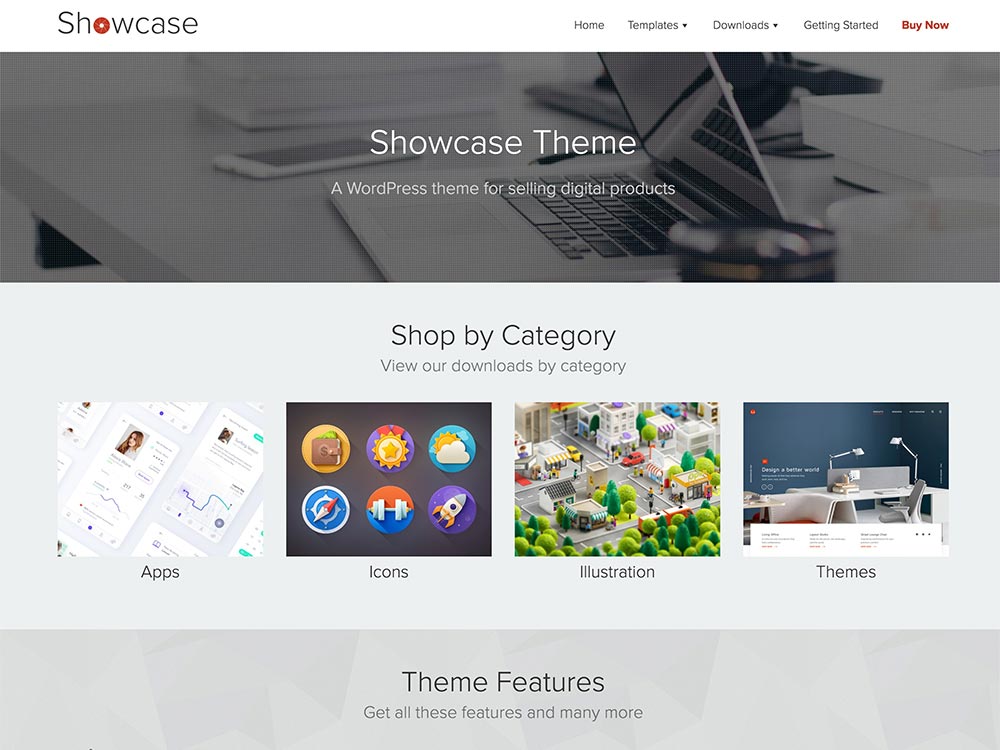 Showcase
Home Templates Downloads Getting Started Buy Now
Showcase Theme
A WordPress theme for selling digital products
Shop by Category
View our downloads by category
Design a better world
Apps Icons Illustration Themes
Theme Features
Get all these features and many more